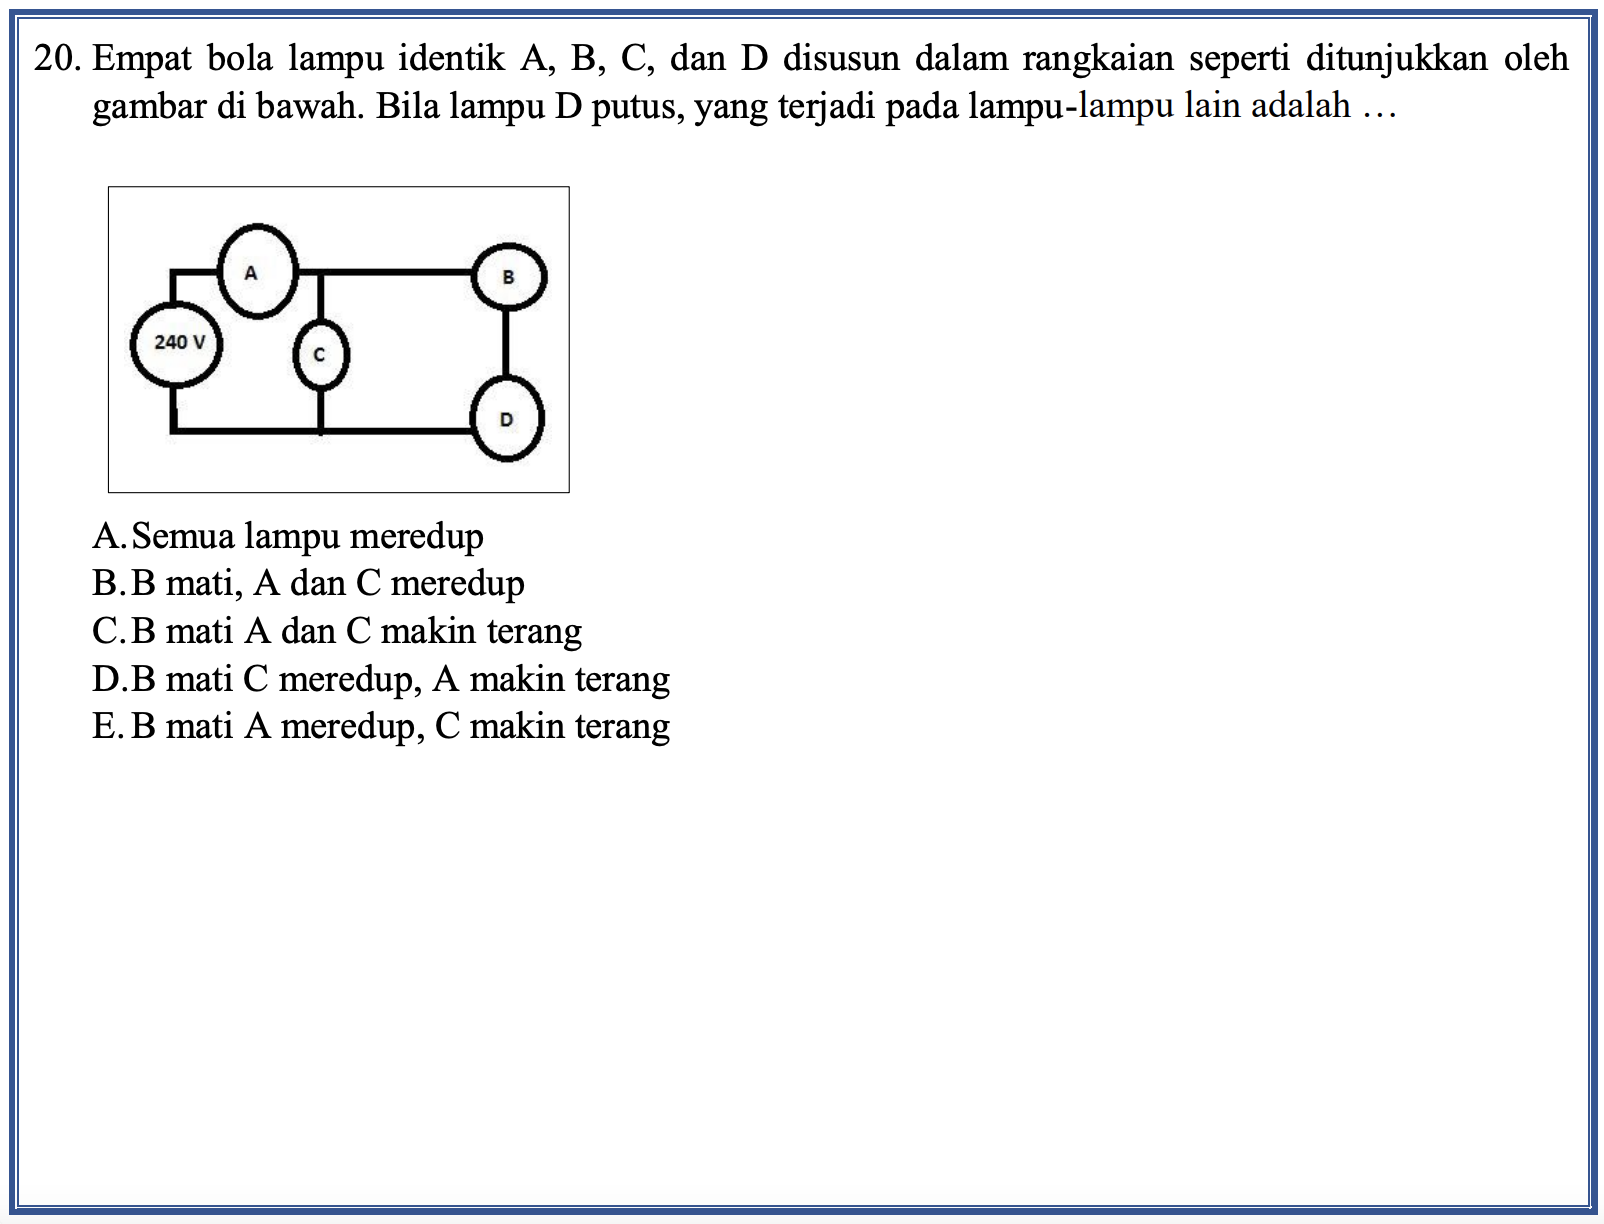 20. Empat bola lampu identik A, B, C, dan D disusun dalam rangkaian seperti ditunjukkan oleh
gambar di bawah. Bila lampu D putus, yang terjadi pada lampu-lampu lain adalah …
A
B
240 V
C
D
A. Semua lampu meredup
B. B mati, A dan C meredup
C. B mati A dan C makin terang
D. B mati C meredup, A makin terang
E. B mati A meredup, C makin terang